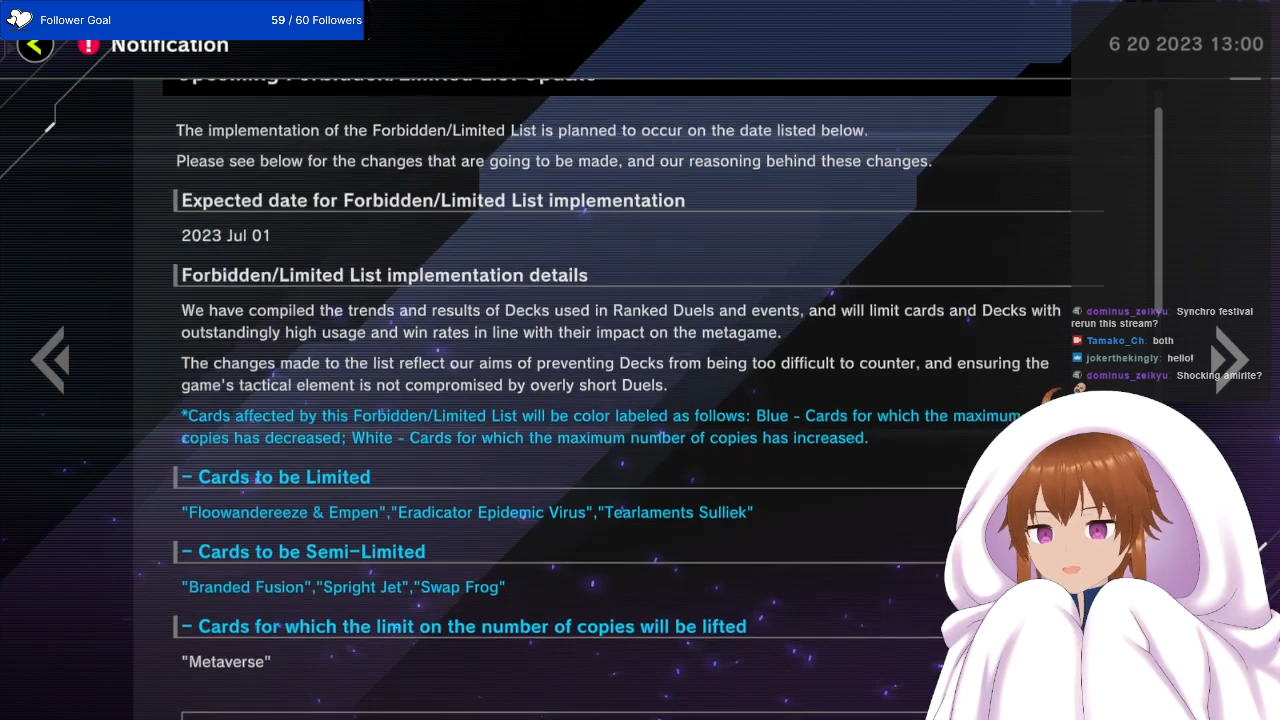 Follower Goal
59 / 60 Followers
Notification
6 20 2023 13:00
Upcoming Forbidden/Limited List Update
The implementation of the Forbidden/Limited List is planned to occur on the date listed below.
Please see below for the changes that are going to be made, and our reasoning behind these changes.
Expected date for Forbidden/Limited List implementation
2023 Jul 01
Forbidden/Limited List implementation details
We have compiled the trends and results of Decks used in Ranked Duels and events, and will limit cards and Decks with
outstandingly high usage and win rates in line with their impact on the metagame.
The changes made to the list reflect our aims of preventing Decks from being too difficult to counter, and ensuring the
game's tactical element is not compromised by overly short Duels.
*Cards affected by this Forbidden/Limited List will be color labeled as follows: Blue - Cards for which the maximum
copies has decreased; White - Cards for which the maximum number of copies has increased.
- Cards to be Limited
"Floowandereeze & Empen","Eradicator Epidemic Virus","Tearlaments Sulliek"
- Cards to be Semi-Limited
"Branded Fusion","Spright Jet","Swap Frog"
- Cards for which the limit on the number of copies will be lifted
"Metaverse"
dominus_zeikyu: Synchro festival
rerun this stream?
Tamako_Ch: both
jokerthekingly: hello!
dominus_zeikyu: Shocking amirite?